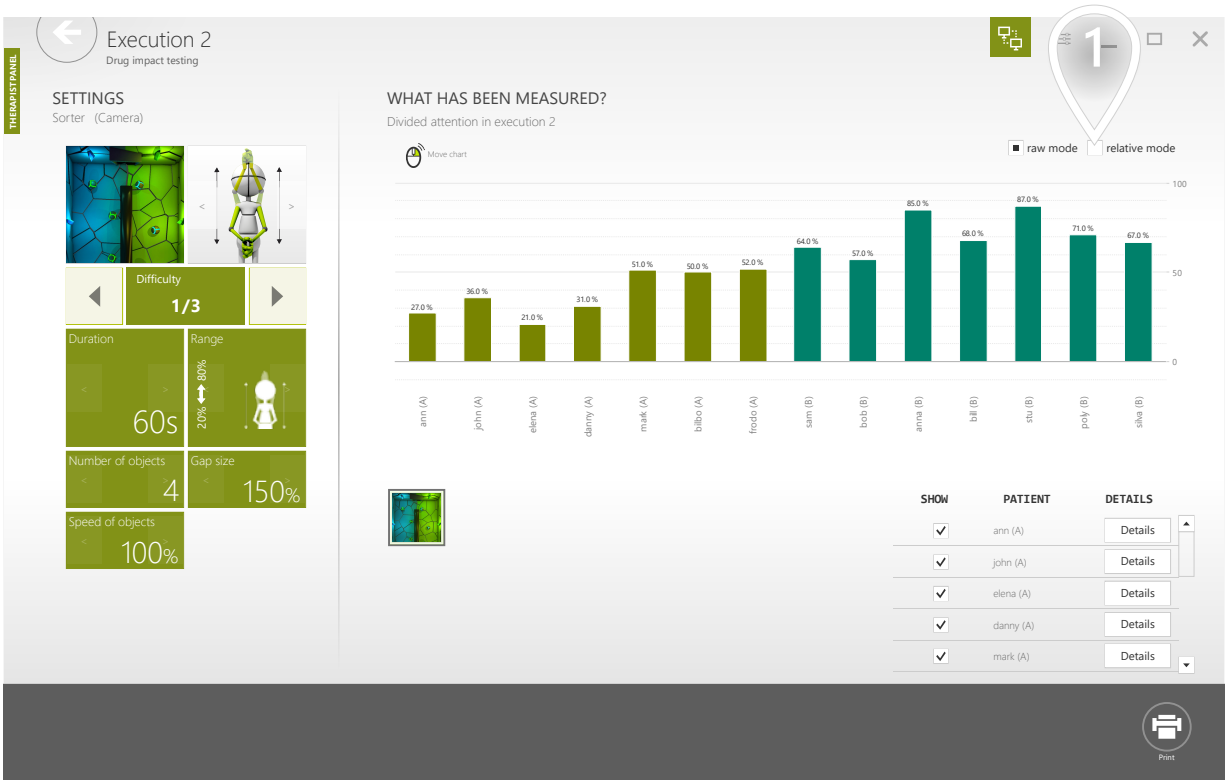 Execution 2
Drug impact testing
1
THERAPIST PANEL
SETTINGS
Sorter (Camera)
WHAT HAS BEEN MEASURED?
Divided attention in execution 2
Move chart
raw mode
relative mode
Difficulty
1/3
Duration
60s
Range
20% 80%
Number of objects
4
Gap size
150%
Speed of objects
100%
100
50
0
27.0 %
36.0 %
21.0 %
31.0 %
51.0 %
50.0 %
52.0 %
64.0 %
57.0 %
85.0 %
68.0 %
87.0 %
71.0 %
67.0 %
ann (A)
john (A)
elena (A)
danny (A)
mark (A)
bilbo (A)
frodo (A)
sam (B)
bob (B)
anna (B)
bill (B)
stu (B)
poly (B)
silva (B)
SHOW PATIENT DETAILS
ann (A) Details
john (A) Details
elena (A) Details
danny (A) Details
mark (A) Details
Print